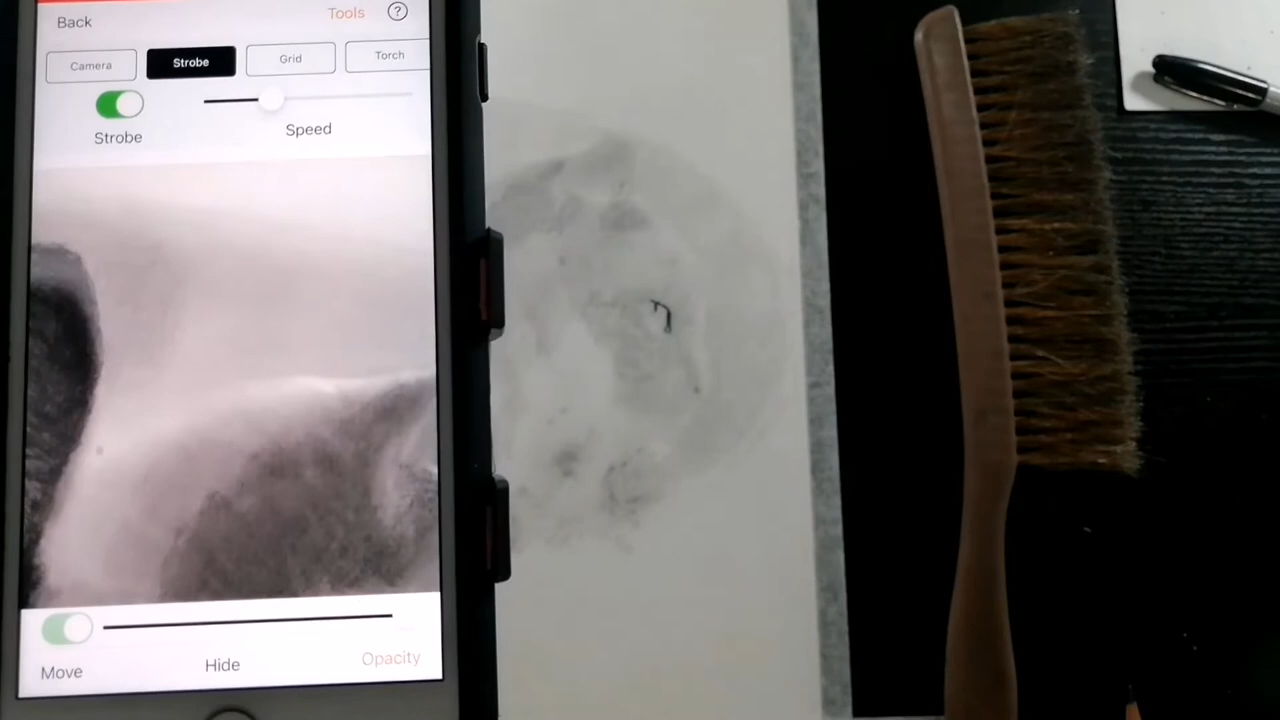 Back
Tools ?
Camera
Strobe
Grid
Torch
Strobe
Speed
Move
Hide
Opacity